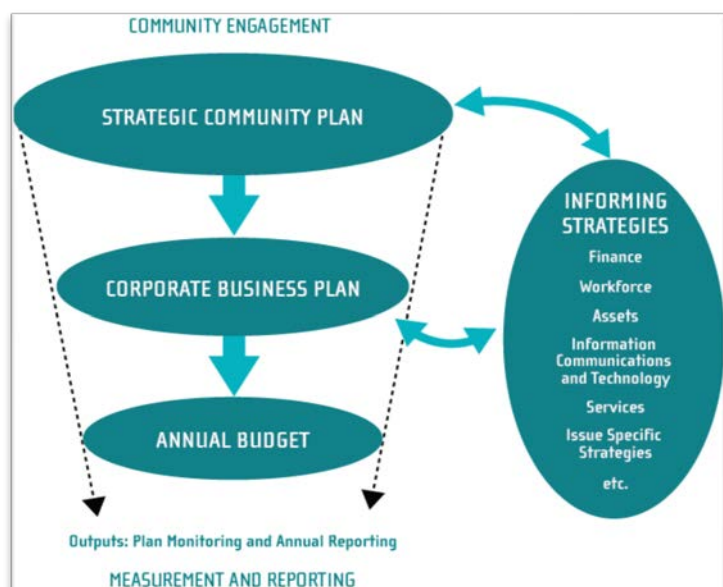 COMMUNITY ENGAGEMENT
STRATEGIC COMMUNITY PLAN
CORPORATE BUSINESS PLAN
ANNUAL BUDGET
INFORMING
STRATEGIES
Finance
Workforce
Assets
Information
Communications
and Technology
Services
Issue Specific
Strategies
etc.
Outputs: Plan Monitoring and Annual Reporting
MEASUREMENT AND REPORTING